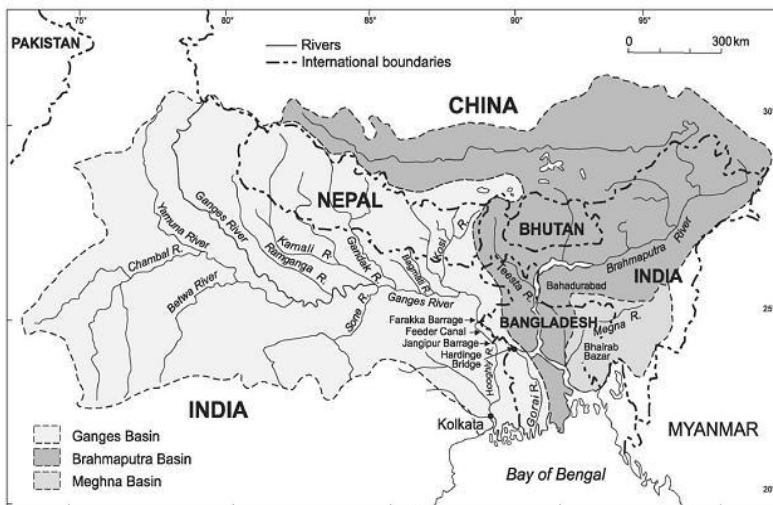 75°
80°
85°
90°
95°
PAKISTAN
Rivers
International boundaries
0 300 km
CHINA
30°
NEPAL
Ganges River
Yamuna River
Karnali R.
Ramganga R.
Gandak R.
Bagmati R.
Kosi R.
BHUTAN
Brahmaputra River
INDIA
Chambal R.
Betwa River
Sone R.
Ganges River
Teesta R.
Bahadurabad
BANGLADESH
Megna R.
Bhairab
Bazar
Farakka Barrage
Feeder Canal
Jangipur Barrage
Hardinge
Bridge
Hooghly R.
Gorai R.
25
INDIA
Kolkata
MYANMAR
Bay of Bengal
20°
Ganges Basin
Brahmaputra Basin
Meghna Basin